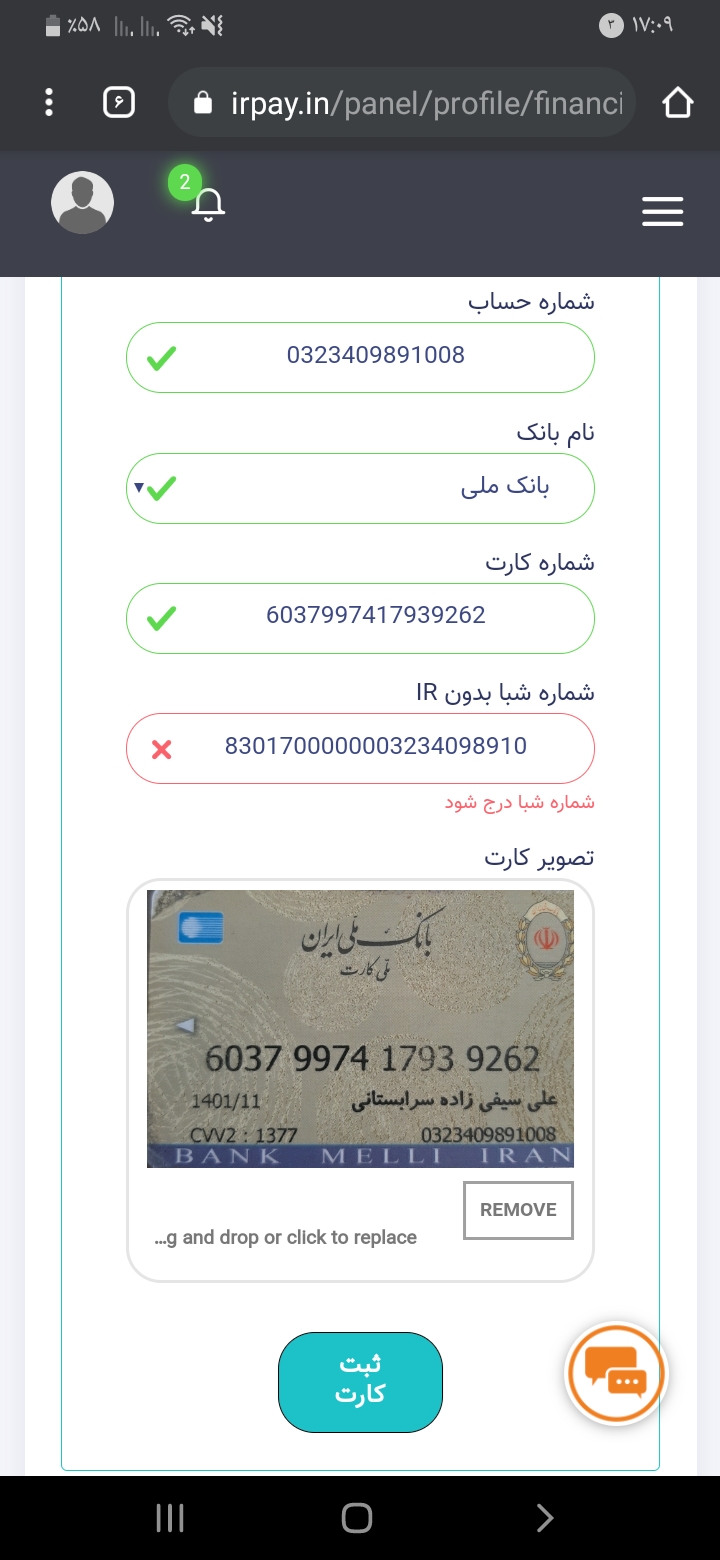 ٪۵۸
۳
۱۷:۰۹
۶
irpay.in/panel/profile/financi
2
شماره حساب
0323409891008
نام بانک
بانک ملی
شماره کارت
6037997417939262
شماره شبا بدون IR
8301700000003234098910
شماره شبا درج شود
تصویر کارت
بانک ملی ایران
ملی کارت
6037 9974 1793 9262
علی سیفی زاده سرابستانی
1401/11
CVV2 : 1377
0323409891008
BANK MELLI IRAN
REMOVE
...g and drop or click to replace
ثبت
کارت